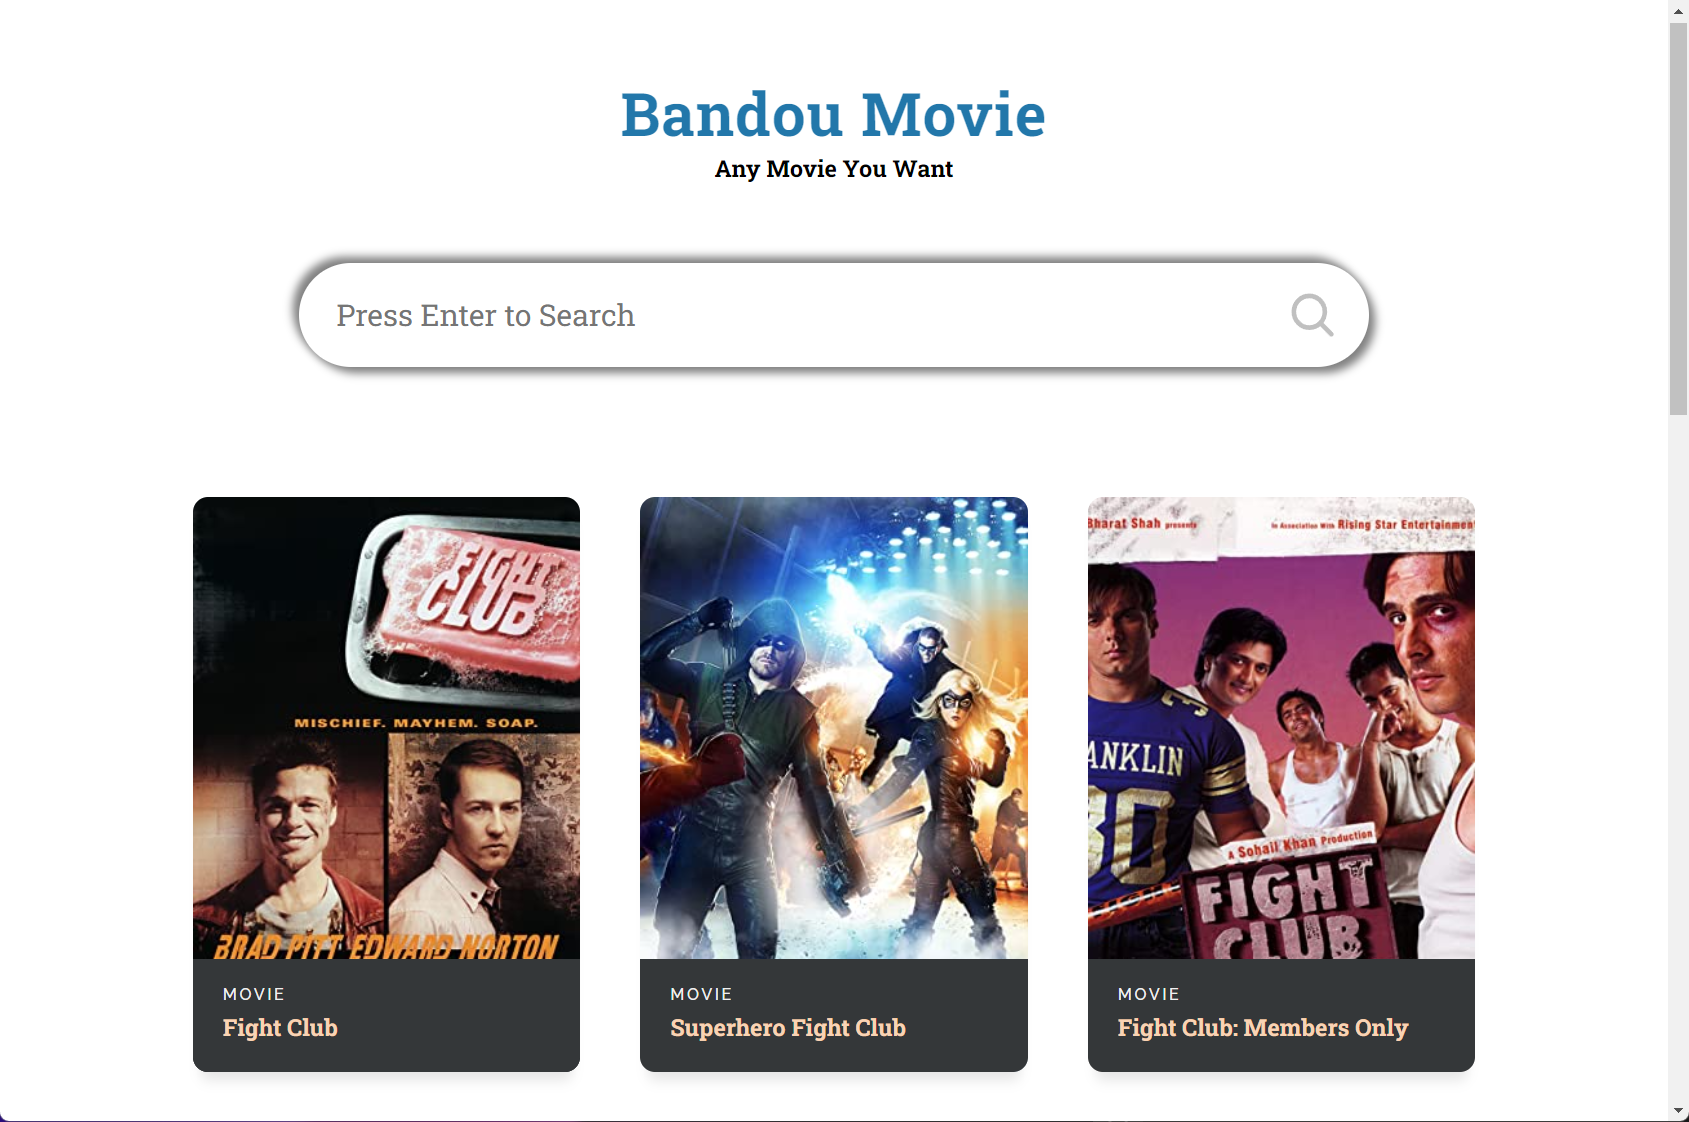 Bandou Movie
Any Movie You Want
Press Enter to Search
FIGHT
CLUB
MISCHIEF. MAYHEM. SOAP.
BRAD PITT EDWARD NORTON
MOVIE
Fight Club
MOVIE
Superhero Fight Club
Bharat Shah presents
In Association With Rising Star Entertainment
ANKLIN
30
A Sohail Khan Production
FIGHT
CLUB
MOVIE
Fight Club: Members Only